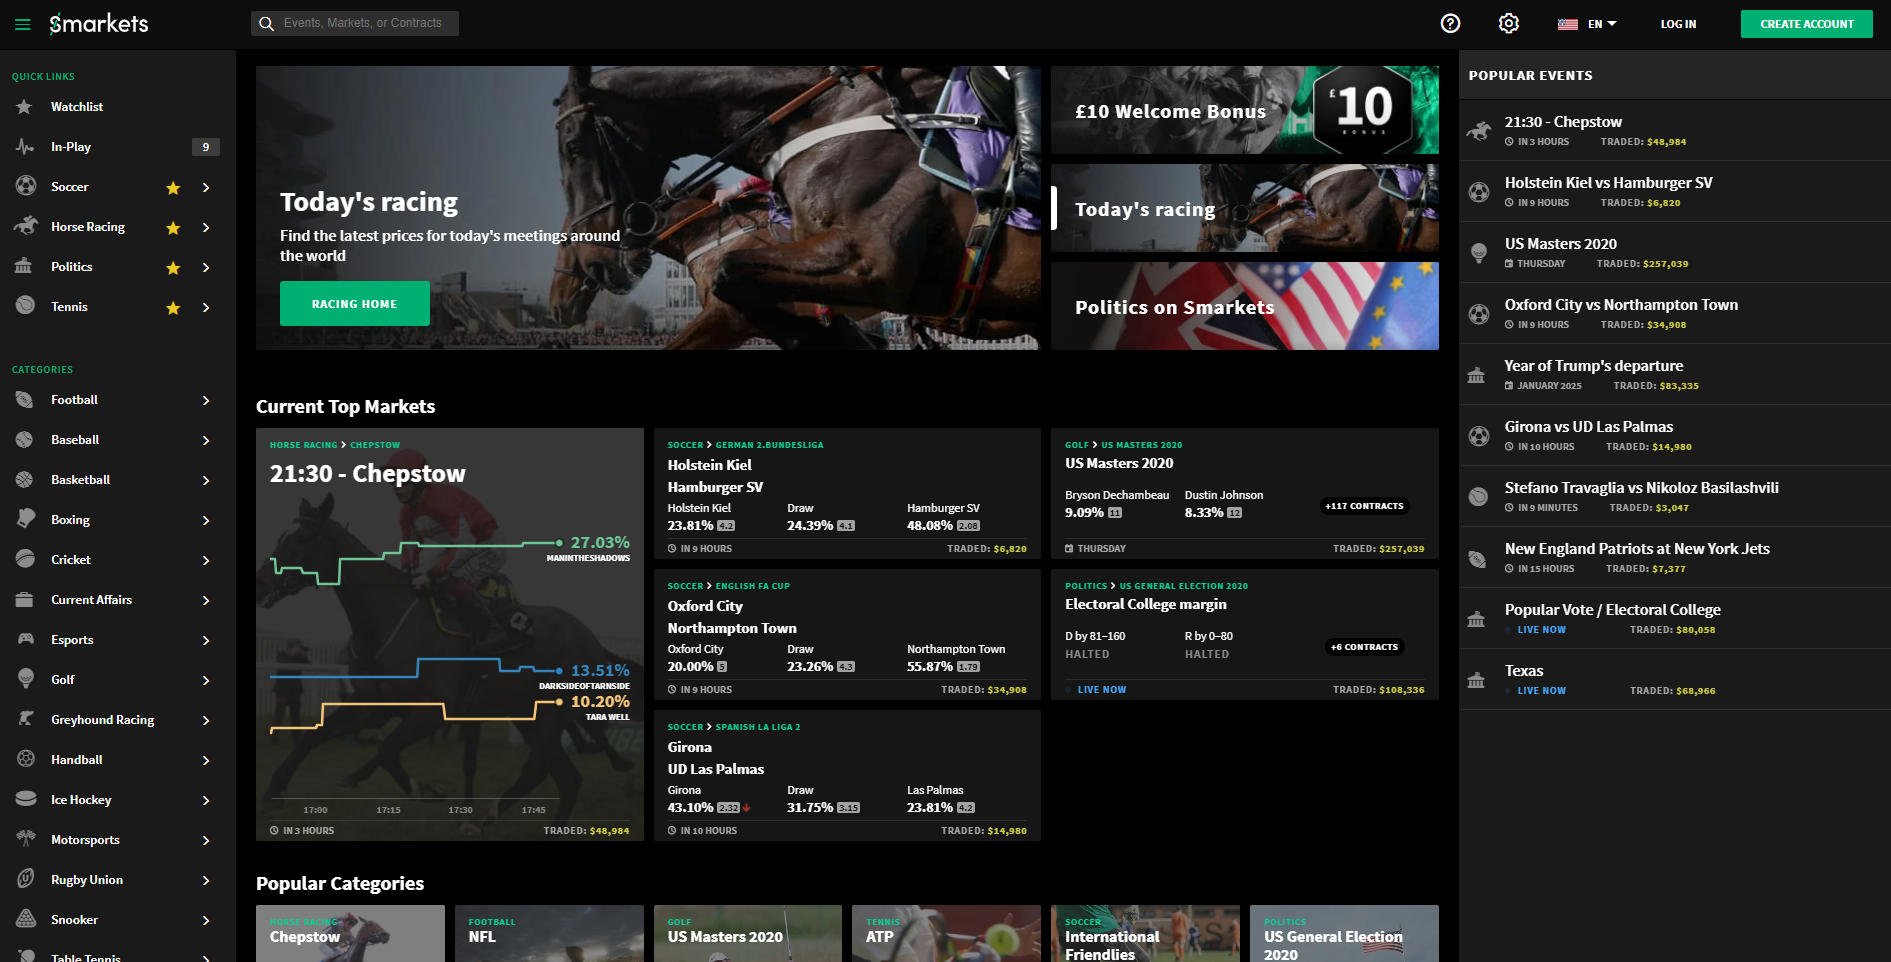 Smarkets
Events, Markets, or Contracts
EN
LOG IN
CREATE ACCOUNT
QUICK LINKS
Watchlist
In-Play
9
Soccer
Horse Racing
Politics
Tennis
CATEGORIES
Football
Baseball
Basketball
Boxing
Cricket
Current Affairs
Esports
Golf
Greyhound Racing
Handball
Ice Hockey
Motorsports
Rugby Union
Snooker
Table Tennis
Today's racing
Find the latest prices for today's meetings around
the world
RACING HOME
£10 Welcome Bonus
£10
BONUS
Today's racing
Politics on Smarkets
Current Top Markets
HORSE RACING > CHEPSTOW
21:30 - Chepstow
27.03%
MANINTHESHADOWS
13.51%
DARKSIDEOFTARNSIDE
10.20%
TARA WELL
17:00 17:15 17:30 17:45
IN 3 HOURS TRADED: $48,984
SOCCER > GERMAN 2.BUNDESLIGA
Holstein Kiel
Hamburger SV
Holstein Kiel Draw Hamburger SV
23.81% 4.2 24.39% 4.1 48.08% 2.08
IN 9 HOURS TRADED: $6,820
SOCCER > ENGLISH FA CUP
Oxford City
Northampton Town
Oxford City Draw Northampton Town
20.00% 5 23.26% 4.3 55.87% 1.79
IN 9 HOURS TRADED: $34,908
SOCCER > SPANISH LA LIGA 2
Girona
UD Las Palmas
Girona Draw Las Palmas
43.10% 2.32 31.75% 3.15 23.81% 4.2
IN 10 HOURS TRADED: $14,980
GOLF > US MASTERS 2020
US Masters 2020
Bryson Dechambeau Dustin Johnson
9.09% 11 8.33% 12 +117 CONTRACTS
THURSDAY TRADED: $257,039
POLITICS > US GENERAL ELECTION 2020
Electoral College margin
D by 81–160 R by 0–80
HALTED HALTED +6 CONTRACTS
LIVE NOW TRADED: $108,336
Popular Categories
HORSE RACING
Chepstow
FOOTBALL
NFL
GOLF
US Masters 2020
TENNIS
ATP
SOCCER
International
Friendlies
POLITICS
US General Election
2020
POPULAR EVENTS
21:30 - Chepstow
IN 3 HOURS TRADED: $48,984
Holstein Kiel vs Hamburger SV
IN 9 HOURS TRADED: $6,820
US Masters 2020
THURSDAY TRADED: $257,039
Oxford City vs Northampton Town
IN 9 HOURS TRADED: $34,908
Year of Trump's departure
JANUARY 2025 TRADED: $83,335
Girona vs UD Las Palmas
IN 10 HOURS TRADED: $14,980
Stefano Travaglia vs Nikoloz Basilashvili
IN 9 MINUTES TRADED: $3,047
New England Patriots at New York Jets
IN 15 HOURS TRADED: $7,377
Popular Vote / Electoral College
LIVE NOW TRADED: $80,058
Texas
LIVE NOW TRADED: $68,966